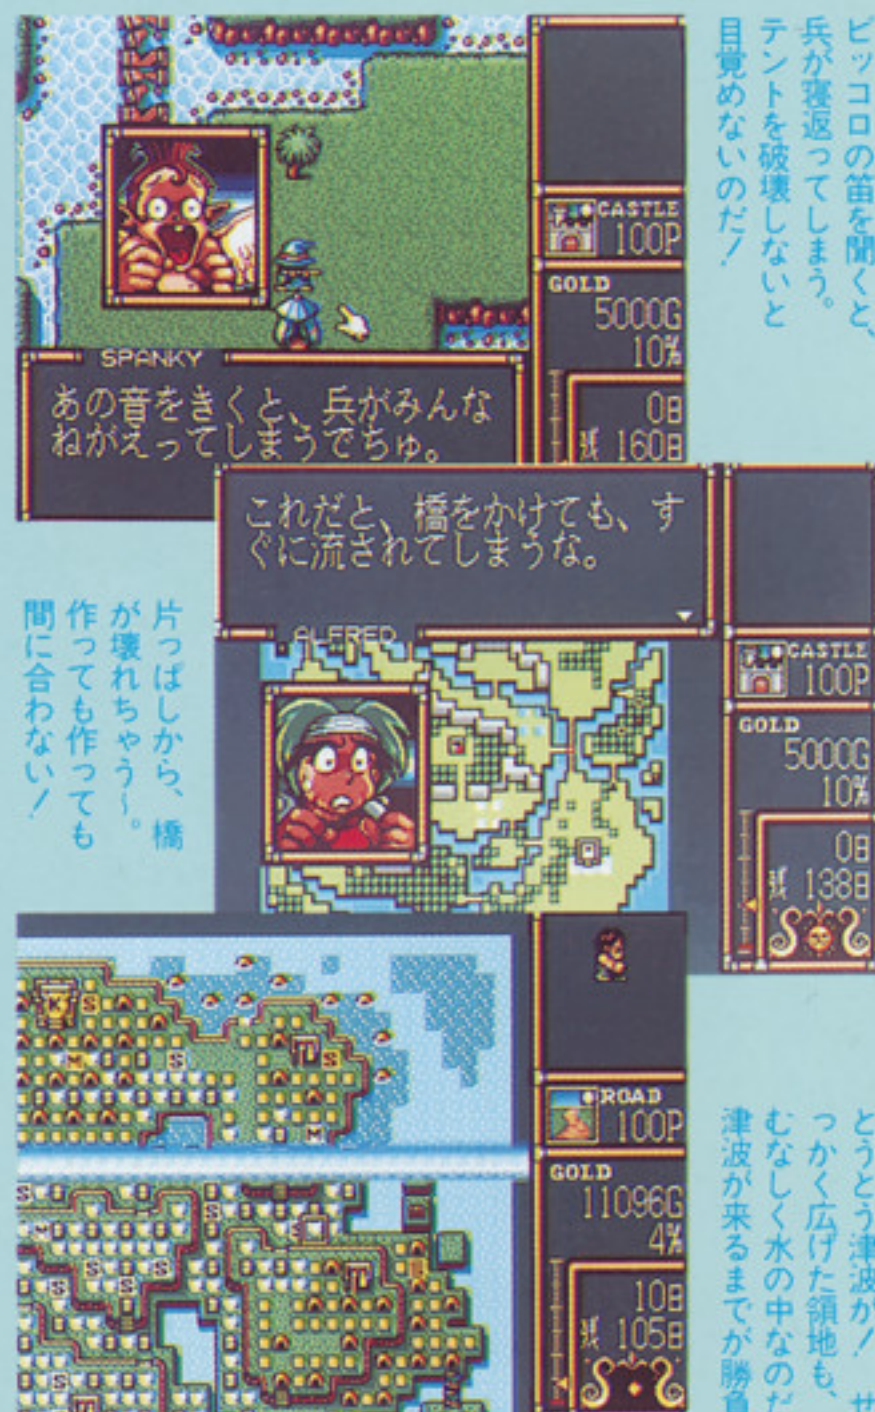 ピッコロの笛を聞くと、
兵が寝返ってしまう。
テントを破壊しないと
目覚めないのだ！
CASTLE
100P
GOLD
5000G
10%
0日
残 160日
SPANKY
あの音をきくと、兵がみんな
ねがえってしまうでちゅ。
これだと、橋をかけても、す
ぐに流されてしまうな。
ALFRED
CASTLE
100P
GOLD
5000G
10%
0日
残 138日
片っぱしから、橋
が壊れちゃう～。
作っても作っても
間に合わない！
ROAD
100P
GOLD
11096G
4%
10日
残 105日
とうとう津波が！ せ
っかく広げた領地も、
むなしく水の中なのだ
津波が来るまでが勝負